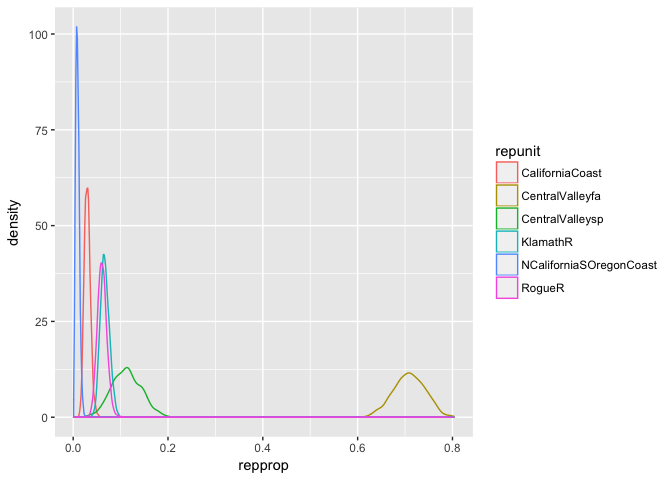 100
75
50
25
0
density
0.0 0.2 0.4 0.6 0.8
repprop
repunit
CaliforniaCoast
CentralValleyfa
CentralValleysp
KlamathR
NCaliforniaSOregonCoast
RogueR